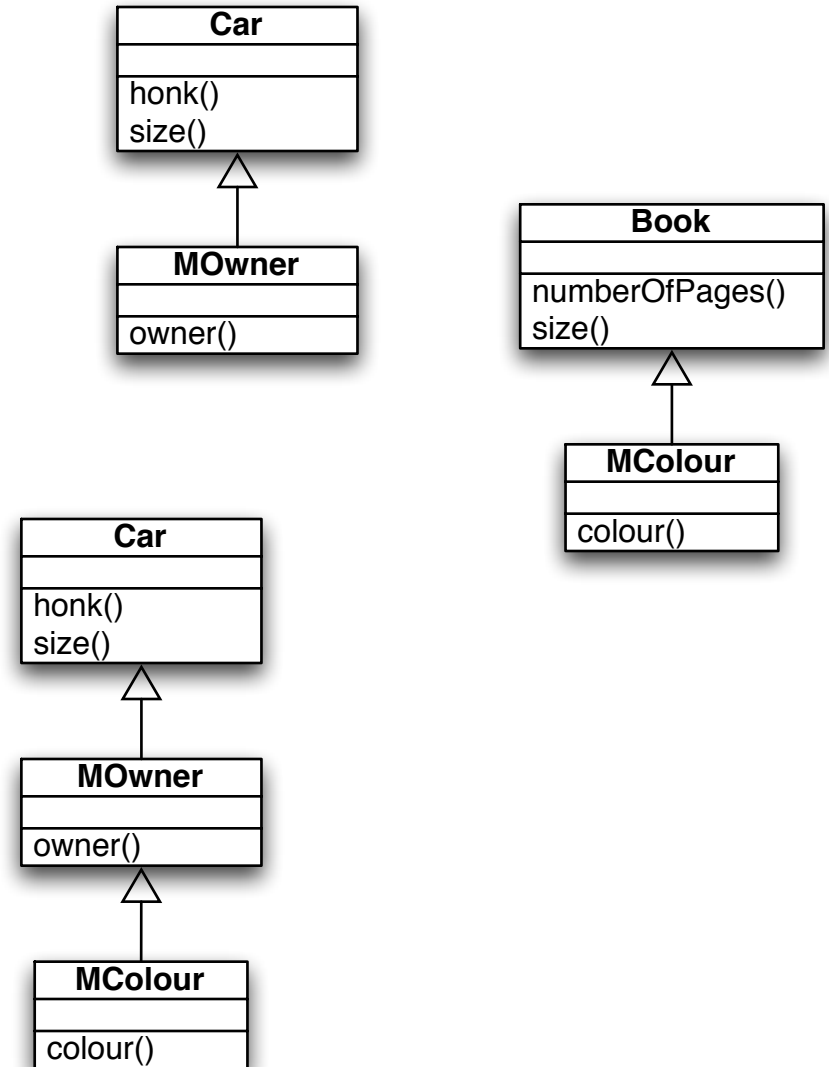 Car
honk()
size()
MOwner
owner()
Book
numberOfPages()
size()
MColour
colour()
Car
honk()
size()
MOwner
owner()
MColour
colour()